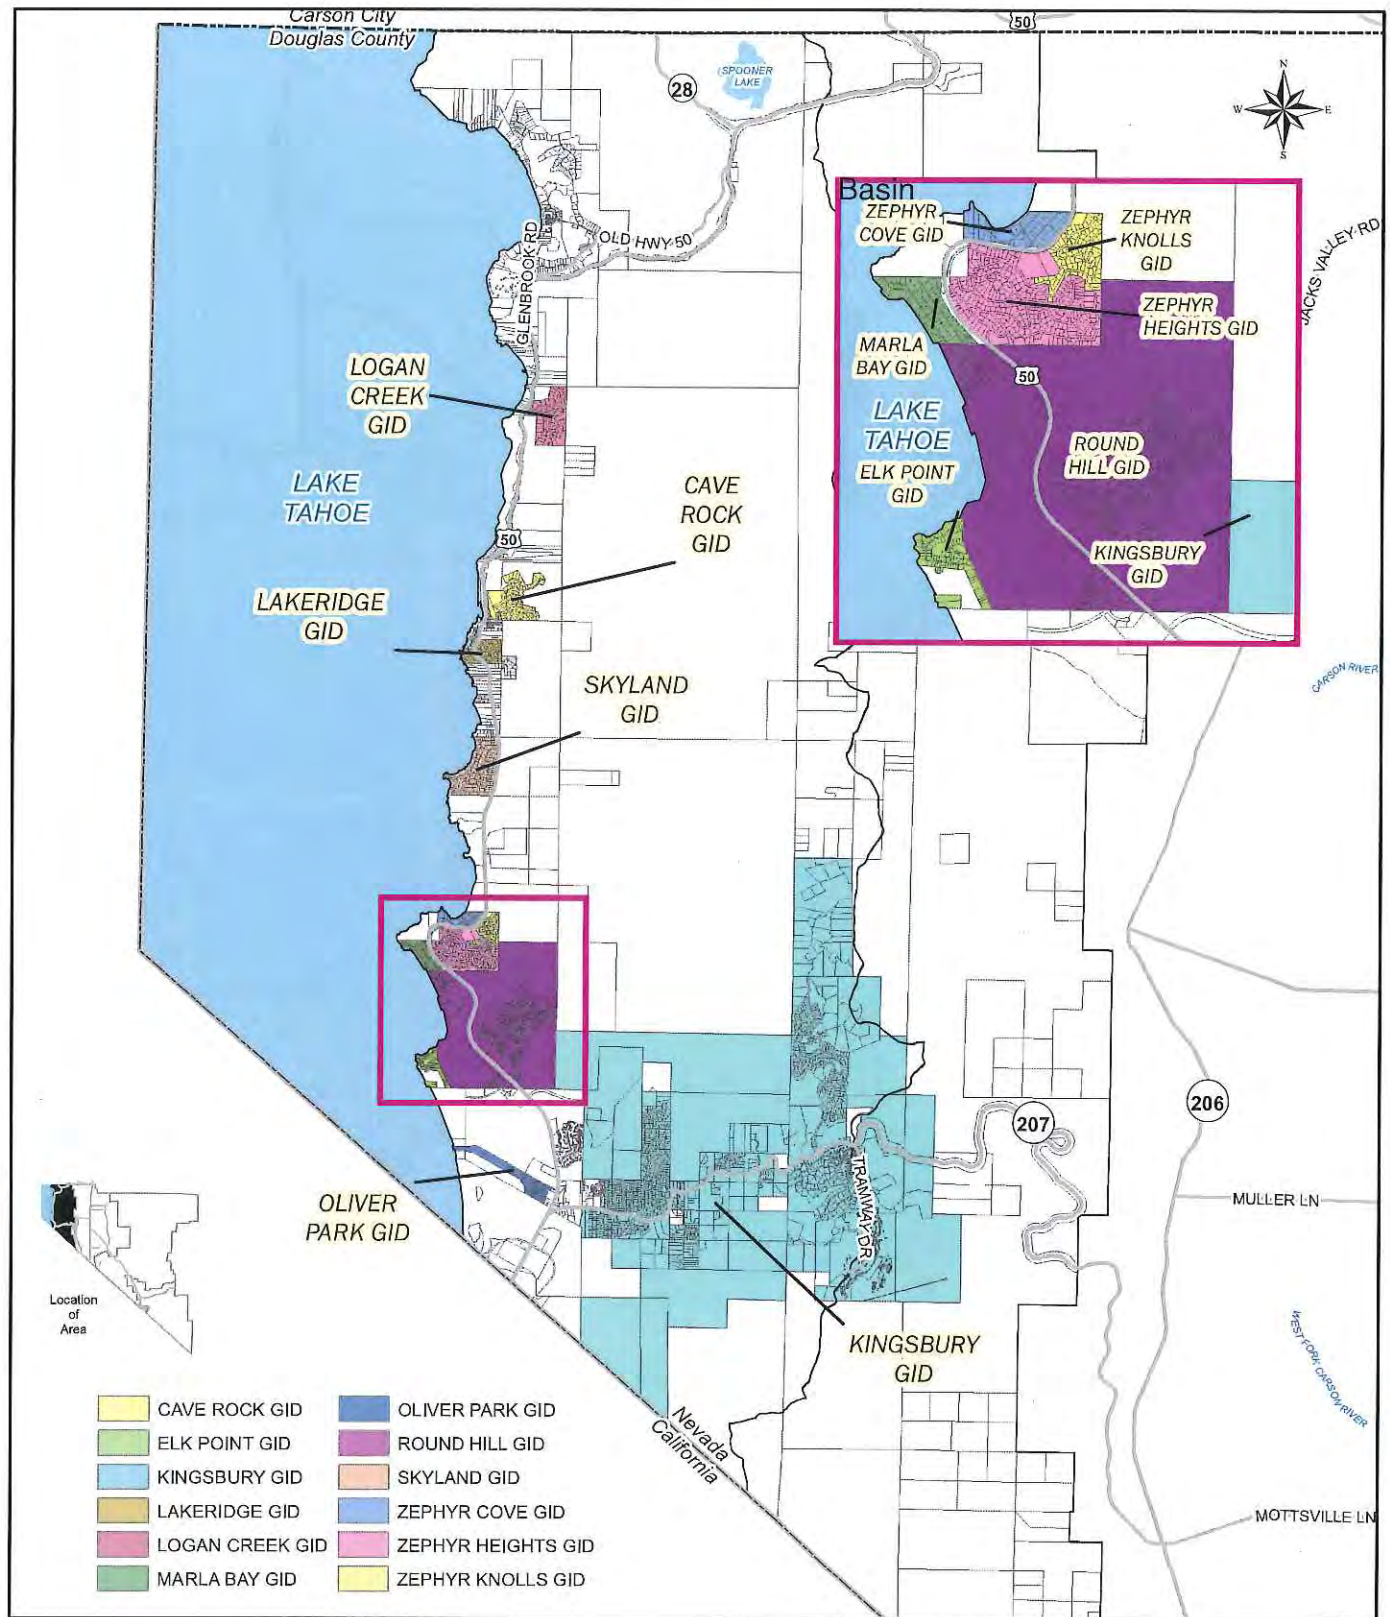 Carson City
Douglas County
50
SPOONER
LAKE
28
N
W
E
S
Basin
ZEPHYR
COVE GID
ZEPHYR
KNOLLS
GID
JACKS VALLEY RD
OLD HWY 50
GLENBROOK RD
ZEPHYR
HEIGHTS GID
MARLA
BAY GID
50
LOGAN
CREEK
GID
LAKE
TAHOE
ROUND
HILL GID
ELK POINT
GID
LAKE
TAHOE
CAVE
ROCK
GID
50
KINGSBURY
GID
LAKERIDGE
GID
CARSON RIVER
SKYLAND
GID
206
207
TRAMWAY DR
OLIVER
PARK GID
MULLER LN
Location
of
Area
KINGSBURY
GID
WEST FORK CARSON RIVER
Nevada
California
MOTTSVILLE LN
CAVE ROCK GID
ELK POINT GID
KINGSBURY GID
LAKERIDGE GID
LOGAN CREEK GID
MARLA BAY GID
OLIVER PARK GID
ROUND HILL GID
SKYLAND GID
ZEPHYR COVE GID
ZEPHYR HEIGHTS GID
ZEPHYR KNOLLS GID